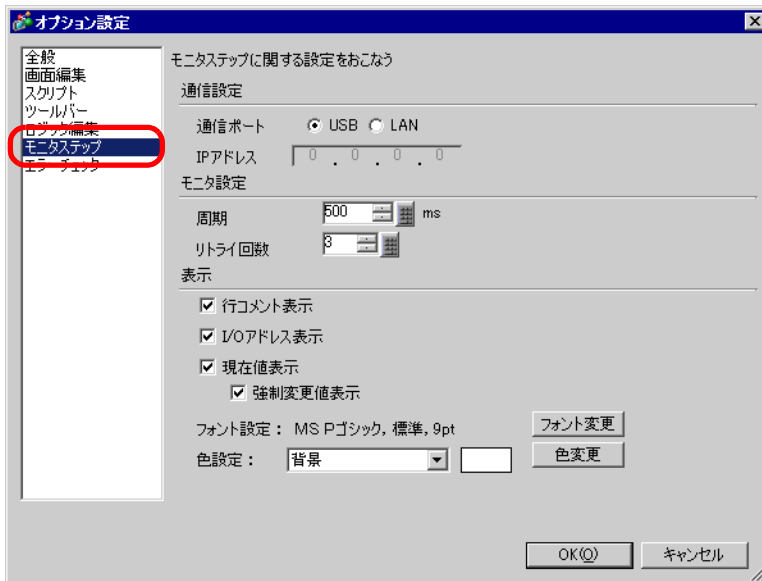 オプション設定
全般
画面編集
スクリプト
ツールバー
ロジック編集
モニタステップ
エラーチェック
モニタステップに関する設定をおこなう
通信設定
通信ポート USB LAN
IPアドレス 0 . 0 . 0 . 0
モニタ設定
周期 500 ms
リトライ回数 3
表示
行コメント表示
I/Oアドレス表示
現在値表示
強制変更値表示
フォント設定： MS Pゴシック, 標準, 9pt フォント変更
色設定： 背景 色変更
OK(O) キャンセル